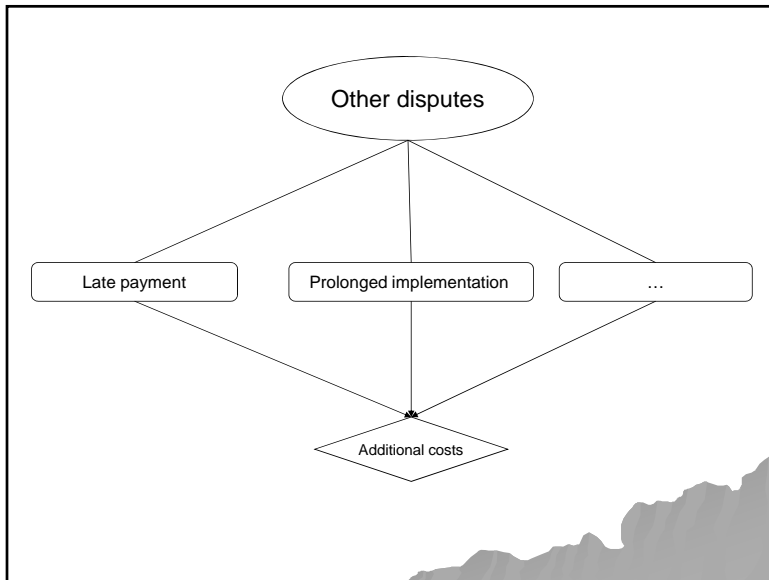 Other disputes
Late payment
Prolonged implementation
…
Additional costs